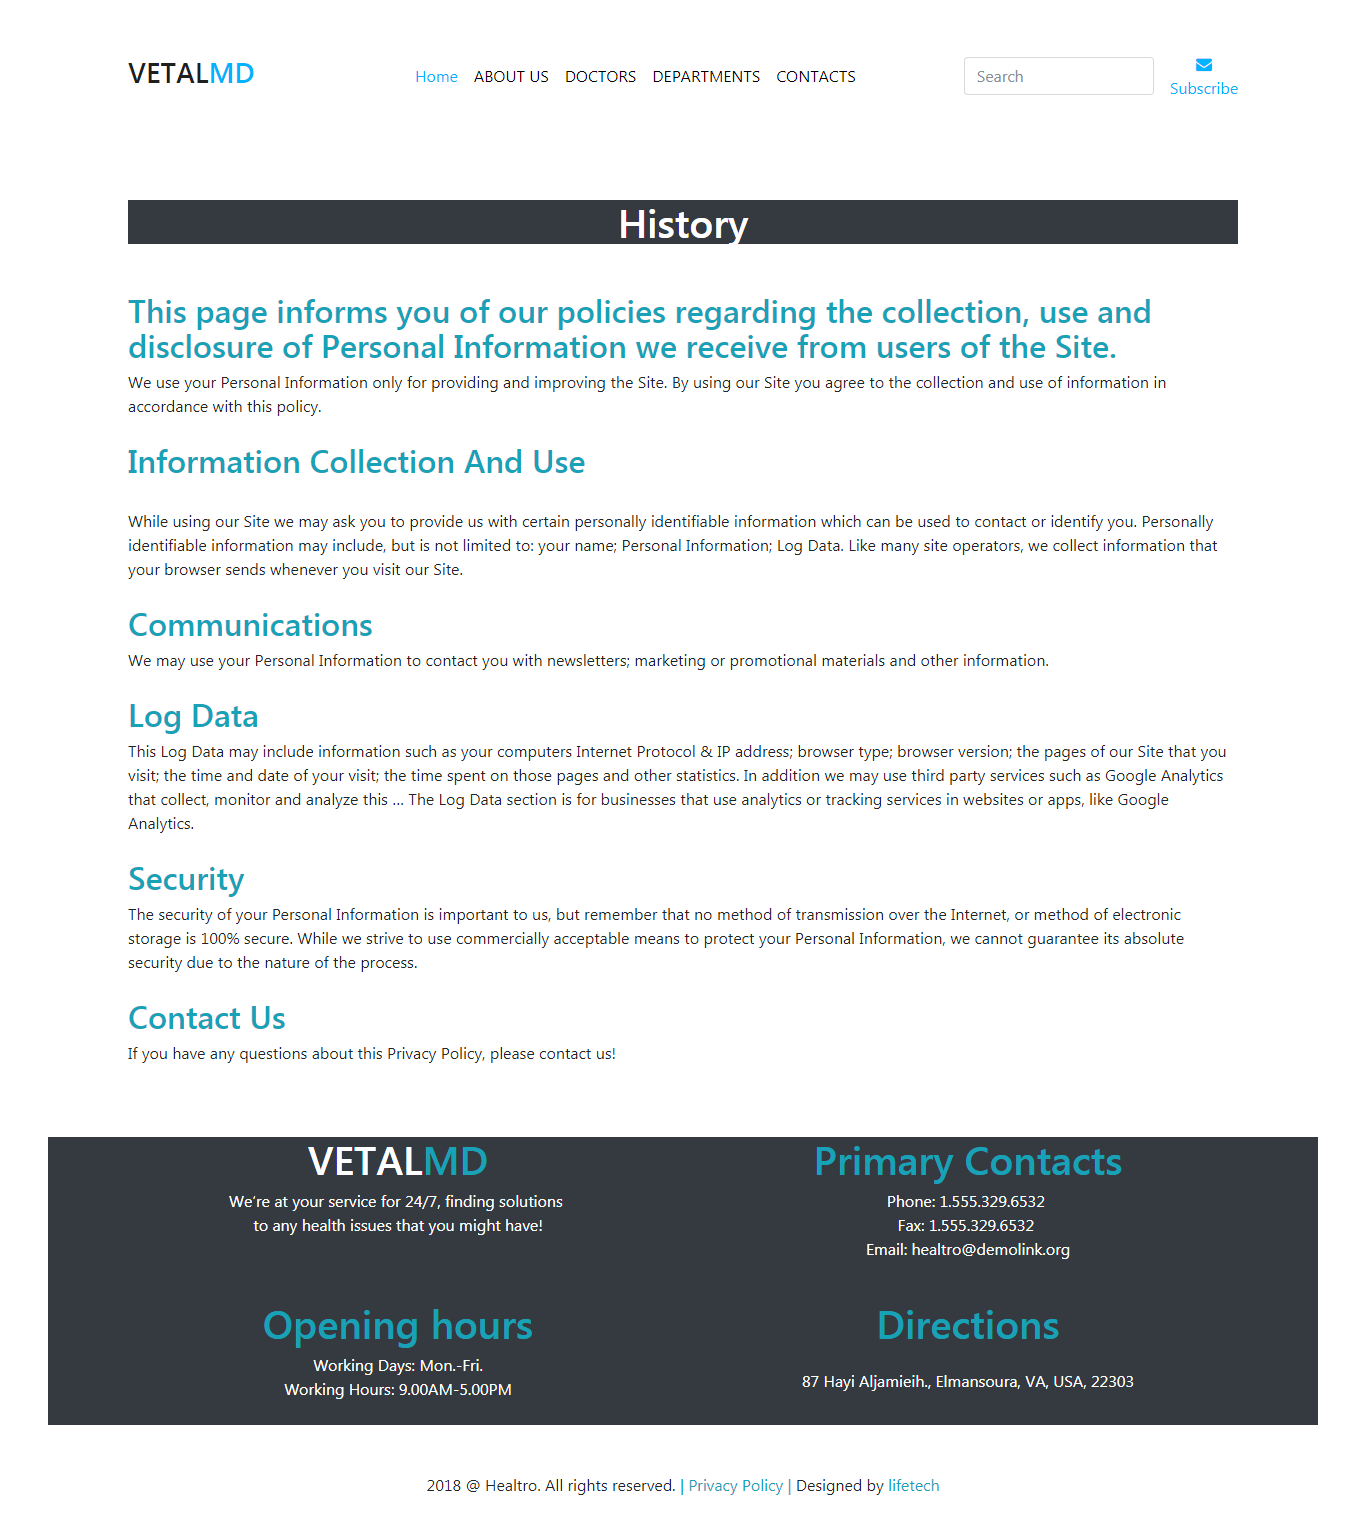 VETALMD
Home ABOUT US DOCTORS DEPARTMENTS CONTACTS
Search
Subscribe
History
This page informs you of our policies regarding the collection, use and
disclosure of Personal Information we receive from users of the Site.
We use your Personal Information only for providing and improving the Site. By using our Site you agree to the collection and use of information in
accordance with this policy.
Information Collection And Use
While using our Site we may ask you to provide us with certain personally identifiable information which can be used to contact or identify you. Personally
identifiable information may include, but is not limited to: your name; Personal Information; Log Data. Like many site operators, we collect information that
your browser sends whenever you visit our Site.
Communications
We may use your Personal Information to contact you with newsletters; marketing or promotional materials and other information.
Log Data
This Log Data may include information such as your computers Internet Protocol & IP address; browser type; browser version; the pages of our Site that you
visit; the time and date of your visit; the time spent on those pages and other statistics. In addition we may use third party services such as Google Analytics
that collect, monitor and analyze this ... The Log Data section is for businesses that use analytics or tracking services in websites or apps, like Google
Analytics.
Security
The security of your Personal Information is important to us, but remember that no method of transmission over the Internet, or method of electronic
storage is 100% secure. While we strive to use commercially acceptable means to protect your Personal Information, we cannot guarantee its absolute
security due to the nature of the process.
Contact Us
If you have any questions about this Privacy Policy, please contact us!
VETALMD
We're at your service for 24/7, finding solutions
to any health issues that you might have!
Primary Contacts
Phone: 1.555.329.6532
Fax: 1.555.329.6532
Email: healtro@demolink.org
Opening hours
Working Days: Mon.-Fri.
Working Hours: 9.00AM-5.00PM
Directions
87 Hayi Aljamieih., Elmansoura, VA, USA, 22303
2018 @ Healtro. All rights reserved. | Privacy Policy | Designed by lifetech